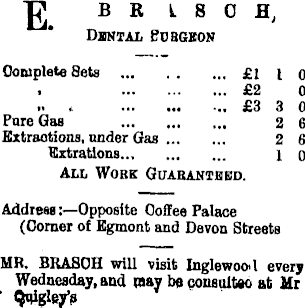 E. BRASCH,
DENTAL SURGEON
Complete Sets ... .. ... £1 1 0
" ... ... ... £2 0
" " ... ... ... £3 3 0
Pure Gas ... ... ... 2 6
Extractions, under Gas ... ... 2 6
Extrations... ... ... 1 0
ALL WORK GUARANTEED.
Address:—Opposite Coffee Palace
(Corner of Egmont and Devon Streets
MR. BRASCH will visit Inglewood every
Wednesday, and may be consulted at Mr
Quigley's